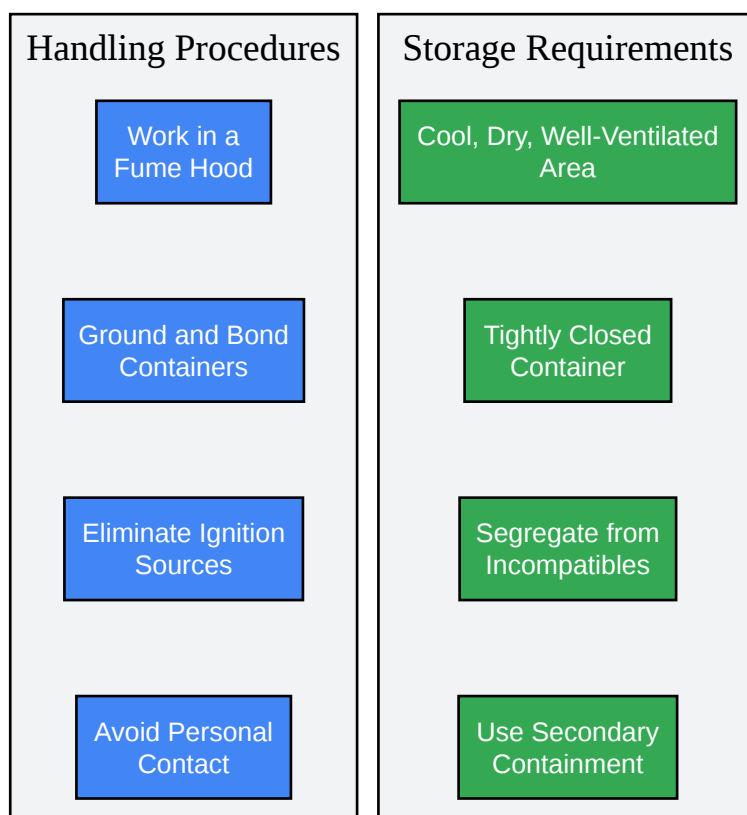 Handling Procedures
Work in a
Fume Hood
Ground and Bond
Containers
Eliminate Ignition
Sources
Avoid Personal
Contact
Storage Requirements
Cool, Dry, Well-Ventilated
Area
Tightly Closed
Container
Segregate from
Incompatibles
Use Secondary
Containment